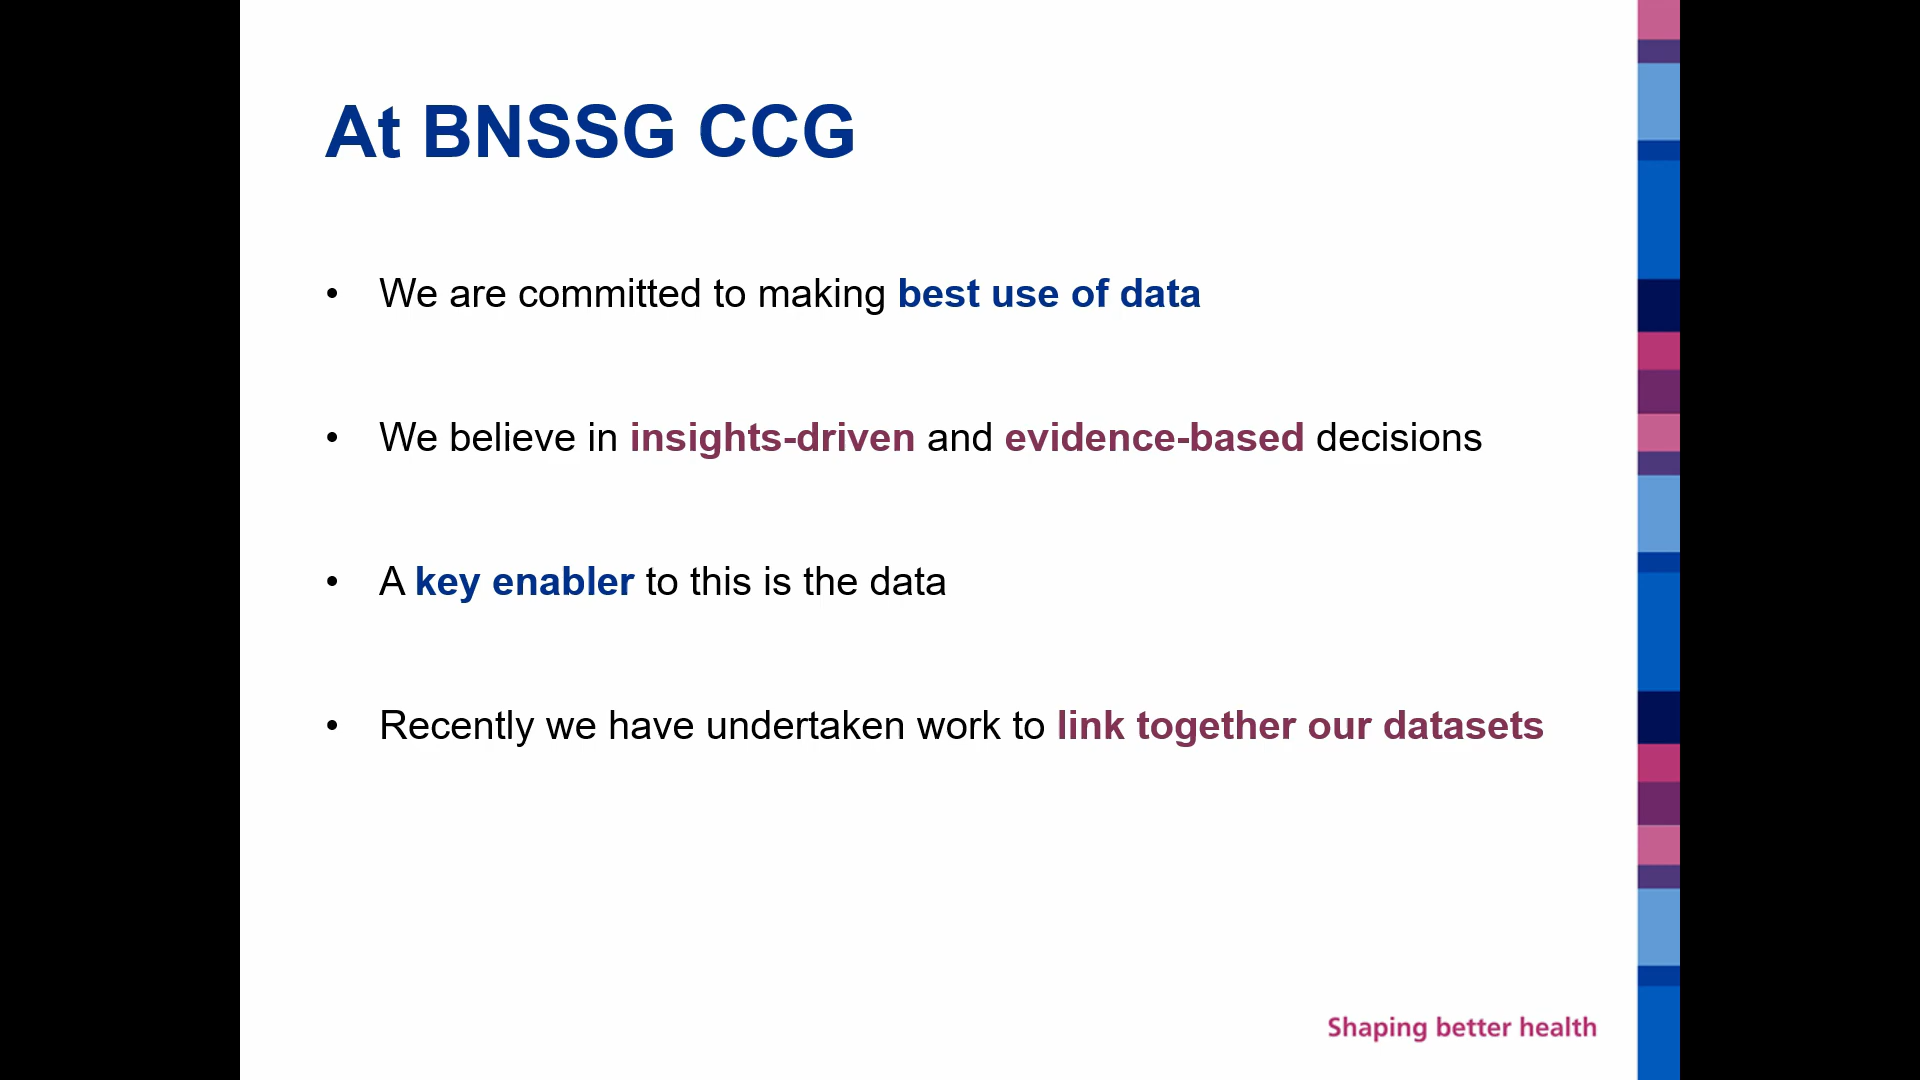 At BNSSG CCG
• We are committed to making best use of data
• We believe in insights-driven and evidence-based decisions
• A key enabler to this is the data
• Recently we have undertaken work to link together our datasets
Shaping better health